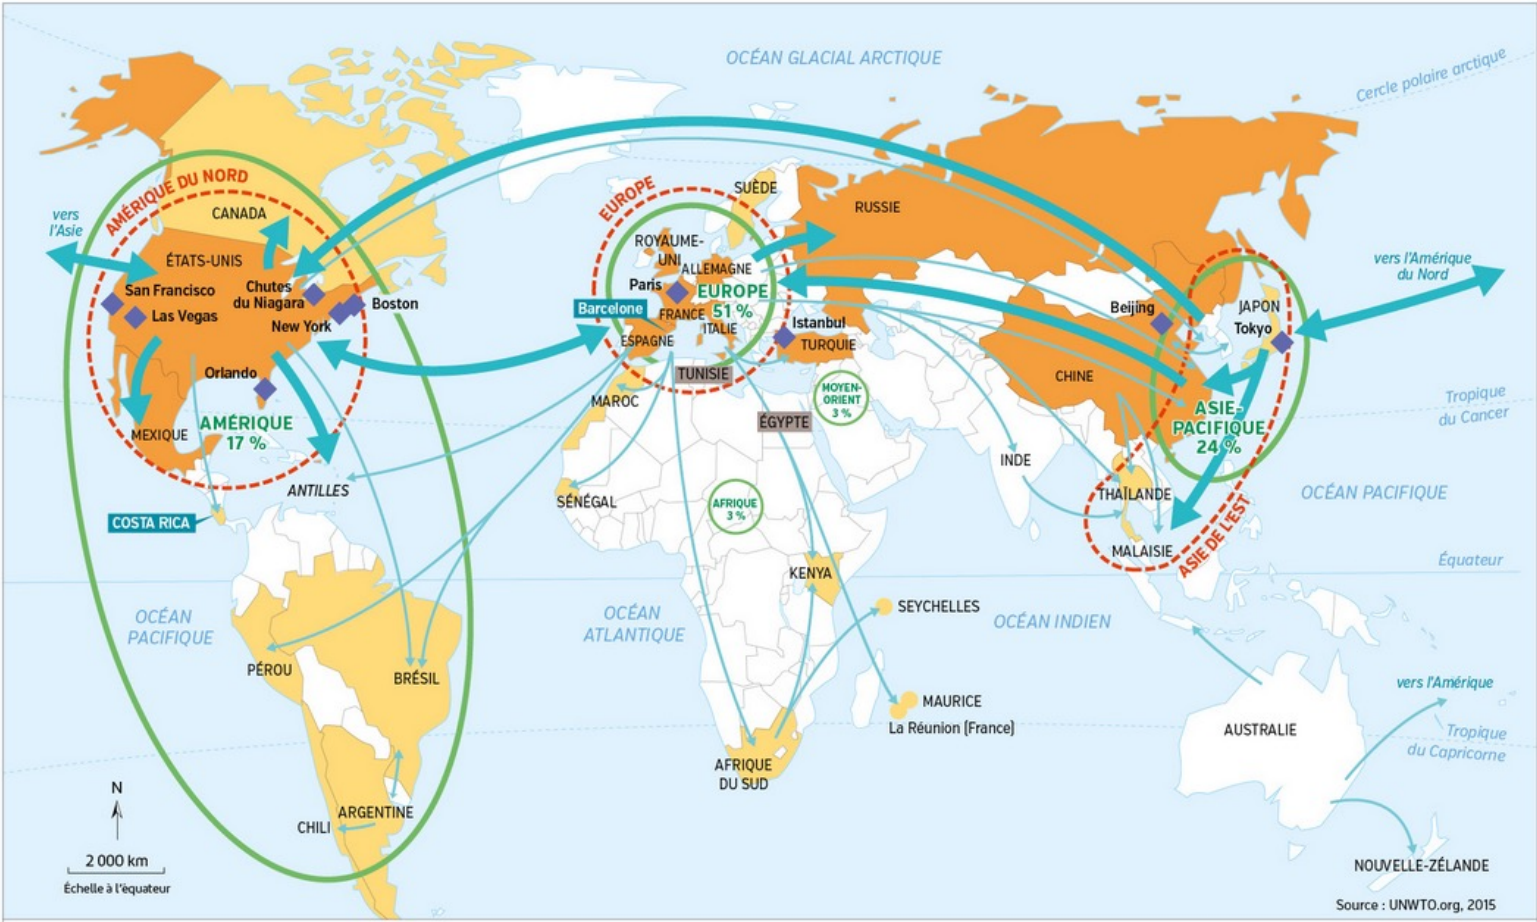 OCÉAN GLACIAL ARCTIQUE
Cercle polaire arctique
AMÉRIQUE DU NORD
CANADA
vers
l'Asie
ÉTATS-UNIS
San Francisco
Las Vegas
Chutes
du Niagara
New York
Boston
Orlando
AMÉRIQUE
17 %
MEXIQUE
ANTILLES
COSTA RICA
EUROPE
SUÈDE
ROYAUME-
UNI
ALLEMAGNE
Paris
EUROPE
51 %
Barcelone
FRANCE
ITALIE
ESPAGNE
Istanbul
TURQUIE
TUNISIE
MAROC
ÉGYPTE
MOYEN-
ORIENT
3 %
RUSSIE
Beijing
JAPON
Tokyo
vers l'Amérique
du Nord
CHINE
ASIE-
PACIFIQUE
24 %
Tropique
du Cancer
INDE
THAÏLANDE
OCÉAN PACIFIQUE
SÉNÉGAL
AFRIQUE
3 %
MALAISIE
ASIE DE L'EST
Équateur
KENYA
OCÉAN
PACIFIQUE
OCÉAN
ATLANTIQUE
SEYCHELLES
OCÉAN INDIEN
PÉROU
BRÉSIL
MAURICE
La Réunion (France)
vers l'Amérique
AUSTRALIE
Tropique
du Capricorne
AFRIQUE
DU SUD
ARGENTINE
CHILI
N
2 000 km
Échelle à l'équateur
NOUVELLE-ZÉLANDE
Source : UNWTO.org, 2015